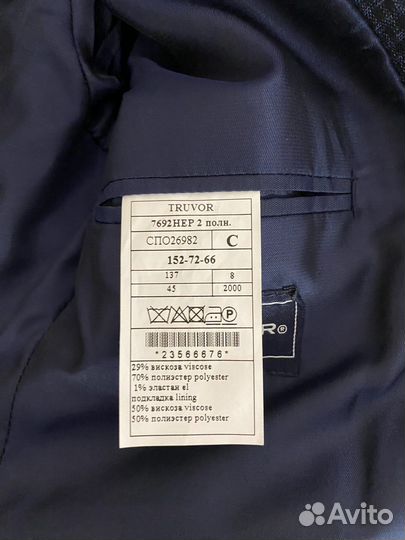 TRUVOR
7692НЕР 2 полн.
СПО26982 С
152-72-66
137 8
45 2000
P
*23566676*
29% вискоза viscose
70% полиэстер polyester
1% эластан el
подкладка lining
50% вискоза viscose
50% полиэстер polyester
R®
Avito